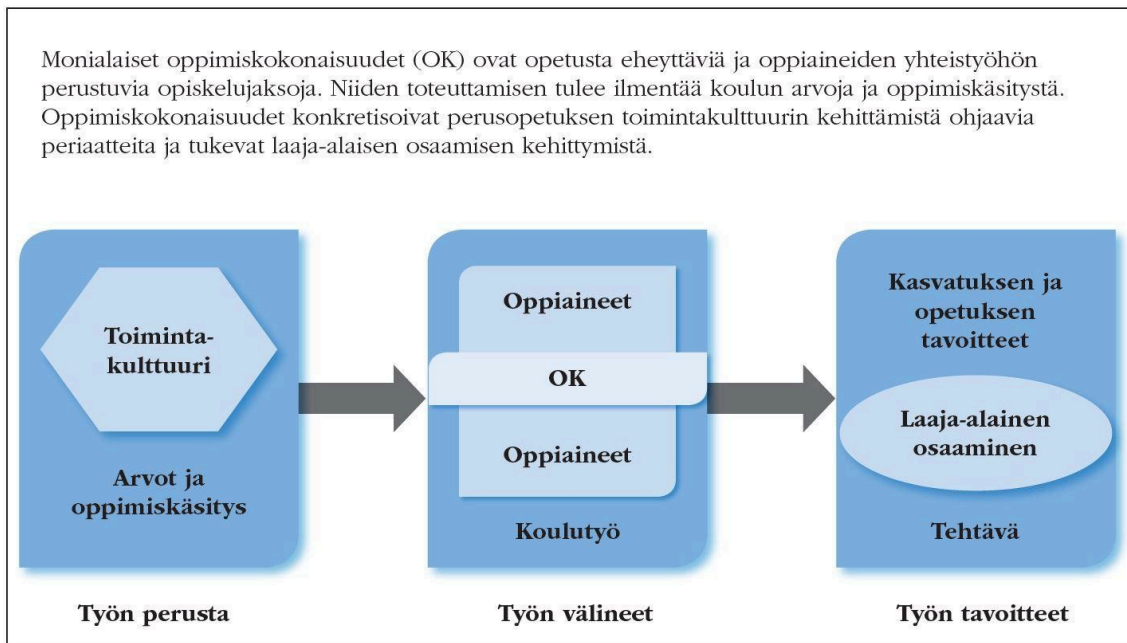 Monialaiset oppimiskokonaisuudet (OK) ovat opetusta eheyttäviä ja oppiaineiden yhteistyöhön
perustuvia opiskelujaksoja. Niiden toteuttamisen tulee ilmentää koulun arvoja ja oppimiskäsitystä.
Oppimiskokonaisuudet konkretisoivat perusopetuksen toimintakulttuurin kehittämistä ohjaavia
periaatteita ja tukevat laaja-alaisen osaamisen kehittymistä.
Toiminta-
kulttuuri
Arvot ja
oppimiskäsitys
Työn perusta
Oppiaineet
OK
Oppiaineet
Koulutyö
Työn välineet
Kasvatuksen ja
opetuksen
tavoitteet
Laaja-alainen
osaaminen
Tehtävä
Työn tavoitteet